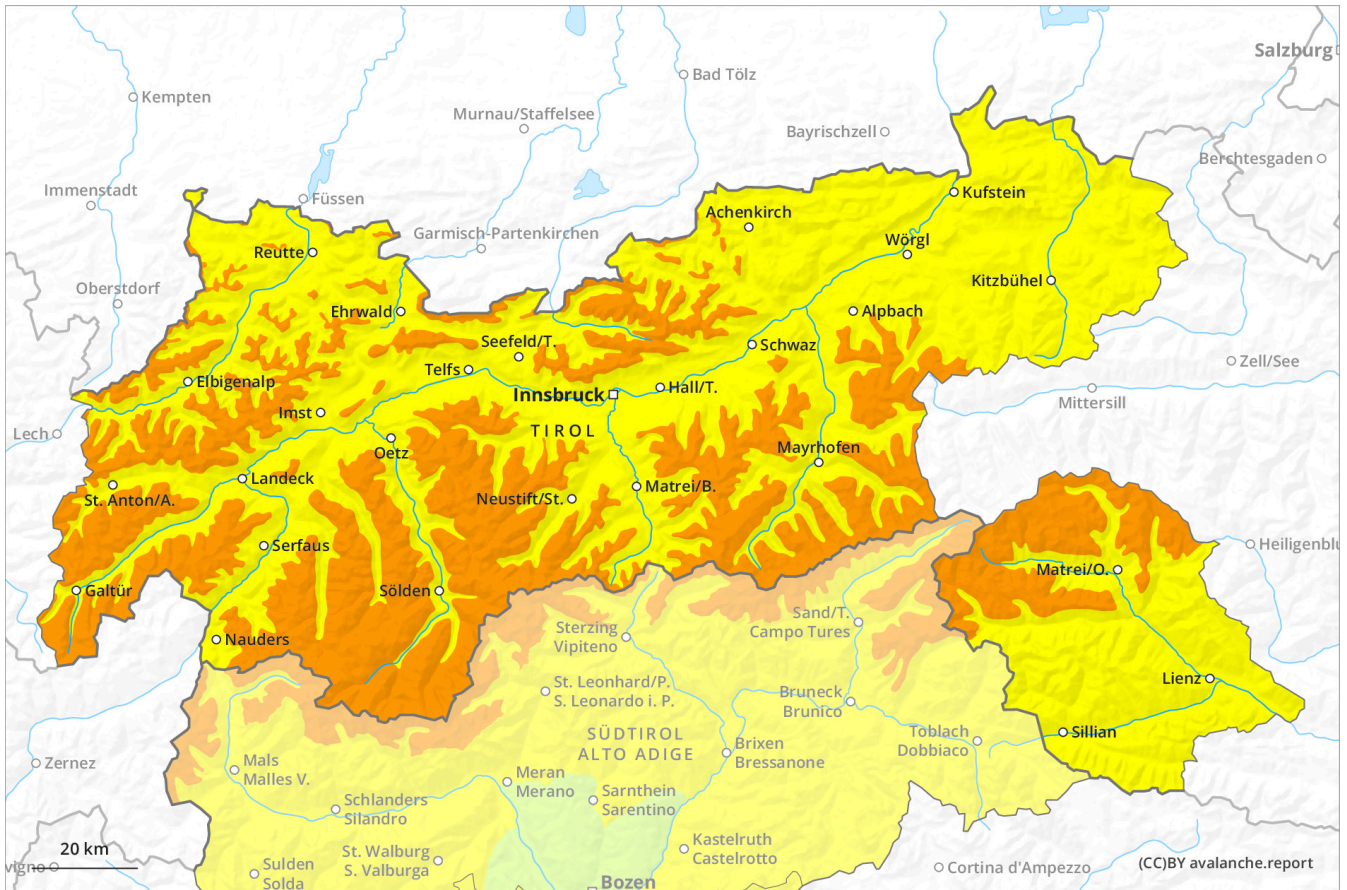 Salzburg
Bad Tölz
Kempten
Murnau/Staffelsee
Bayrischzell
Berchtesgaden
Immenstadt
Füssen
Kufstein
Achenkirch
Garmisch-Partenkirchen
Wörgl
Reutte
Kitzbühel
Oberstdorf
Ehrwald
Alpbach
Seefeld/T.
Schwaz
Zell/See
Telfs
Elbigenalp
Hall/T.
Innsbruck
Mittersill
Imst
TIROL
Lech
Oetz
Mayrhofen
Landeck
Matrei/B.
St. Anton/A.
Neustift/St.
Serfaus
Heiligenblu
Matrei/O.
Galtür
Sölden
Sand/T.
Campo Tures
Sterzing
Vipiteno
Nauders
Lienz
St. Leonhard/P.
S. Leonardo i. P.
Bruneck
Brunico
SÜDTIROL
ALTO ADIGE
Toblach
Dobbiaco
Sillian
Brixen
Bressanone
Zernez
Mals
Malles V.
Meran
Merano
Sarnthein
Sarentino
Schlanders
Silandro
Kastelruth
Castelrotto
20 km
St. Walburg
S. Valburga
vigno
Sulden
Solda
Cortina d'Ampezzo
(CC)BY avalanche.report
Bozen